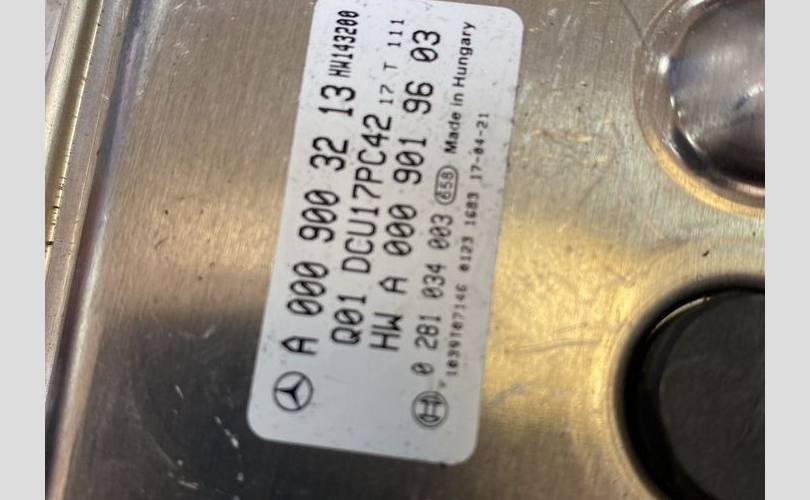 A 000 900 32 13 HW143200
Q01 DCU17PC42 17 T 111
HW A 000 901 96 03
0 281 034 003 658 Made in Hungary
1039107146 0123 1683 17-04-21